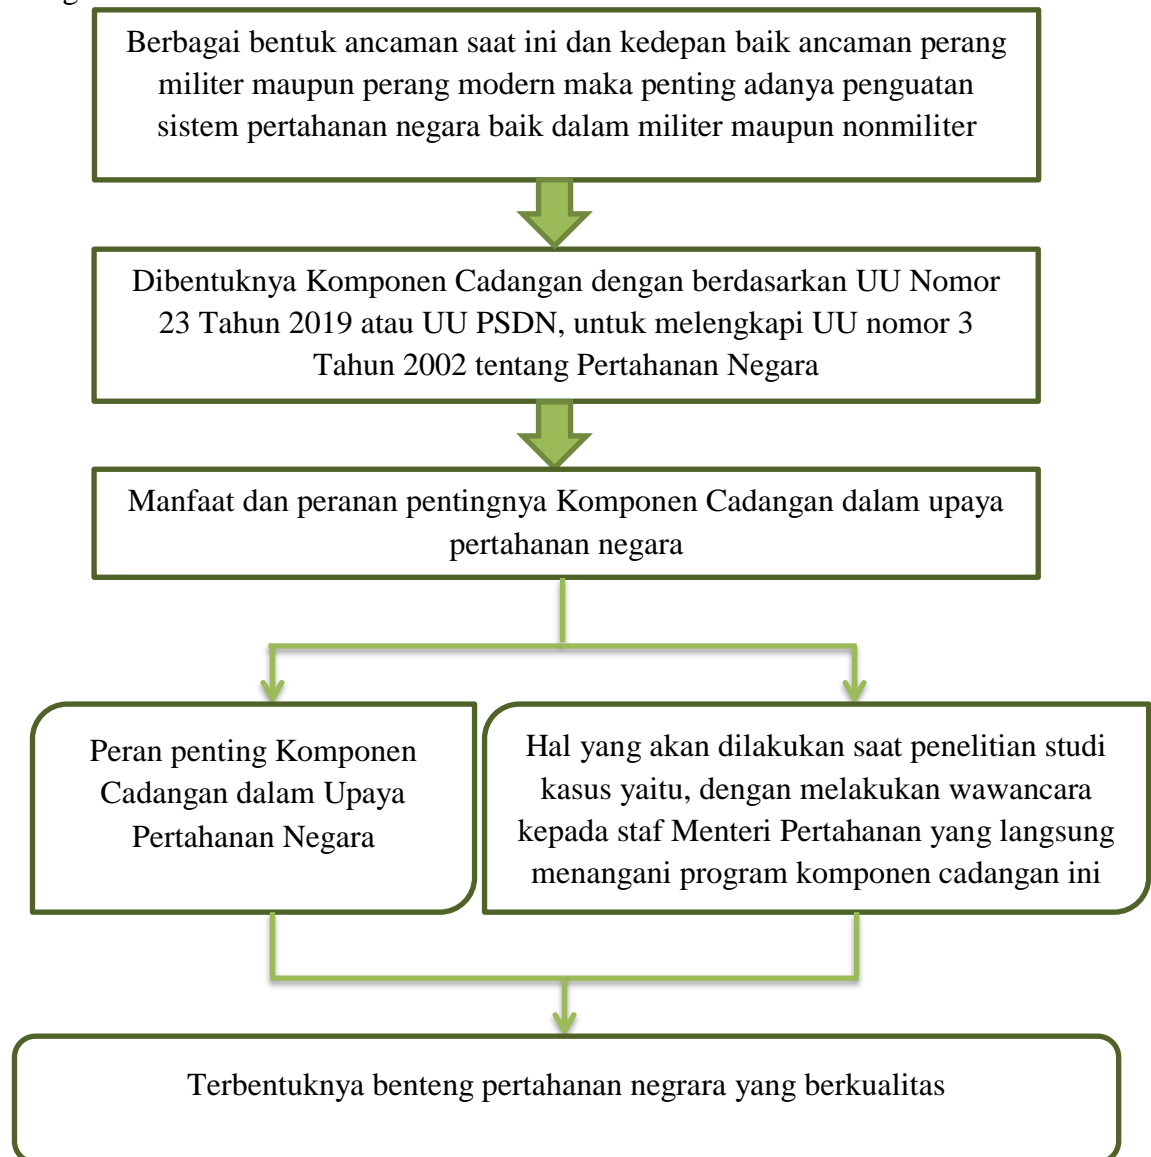 Berbagai bentuk ancaman saat ini dan kedepan baik ancaman perang
militer maupun perang modern maka penting adanya penguatan
sistem pertahanan negara baik dalam militer maupun nonmiliter
Dibentuknya Komponen Cadangan dengan berdasarkan UU Nomor
23 Tahun 2019 atau UU PSDN, untuk melengkapi UU nomor 3
Tahun 2002 tentang Pertahanan Negara
Manfaat dan peranan pentingnya Komponen Cadangan dalam upaya
pertahanan negara
Peran penting Komponen
Cadangan dalam Upaya
Pertahanan Negara
Hal yang akan dilakukan saat penelitian studi
kasus yaitu, dengan melakukan wawancara
kepada staf Menteri Pertahanan yang langsung
menangani program komponen cadangan ini
Terbentuknya benteng pertahanan negrara yang berkualitas